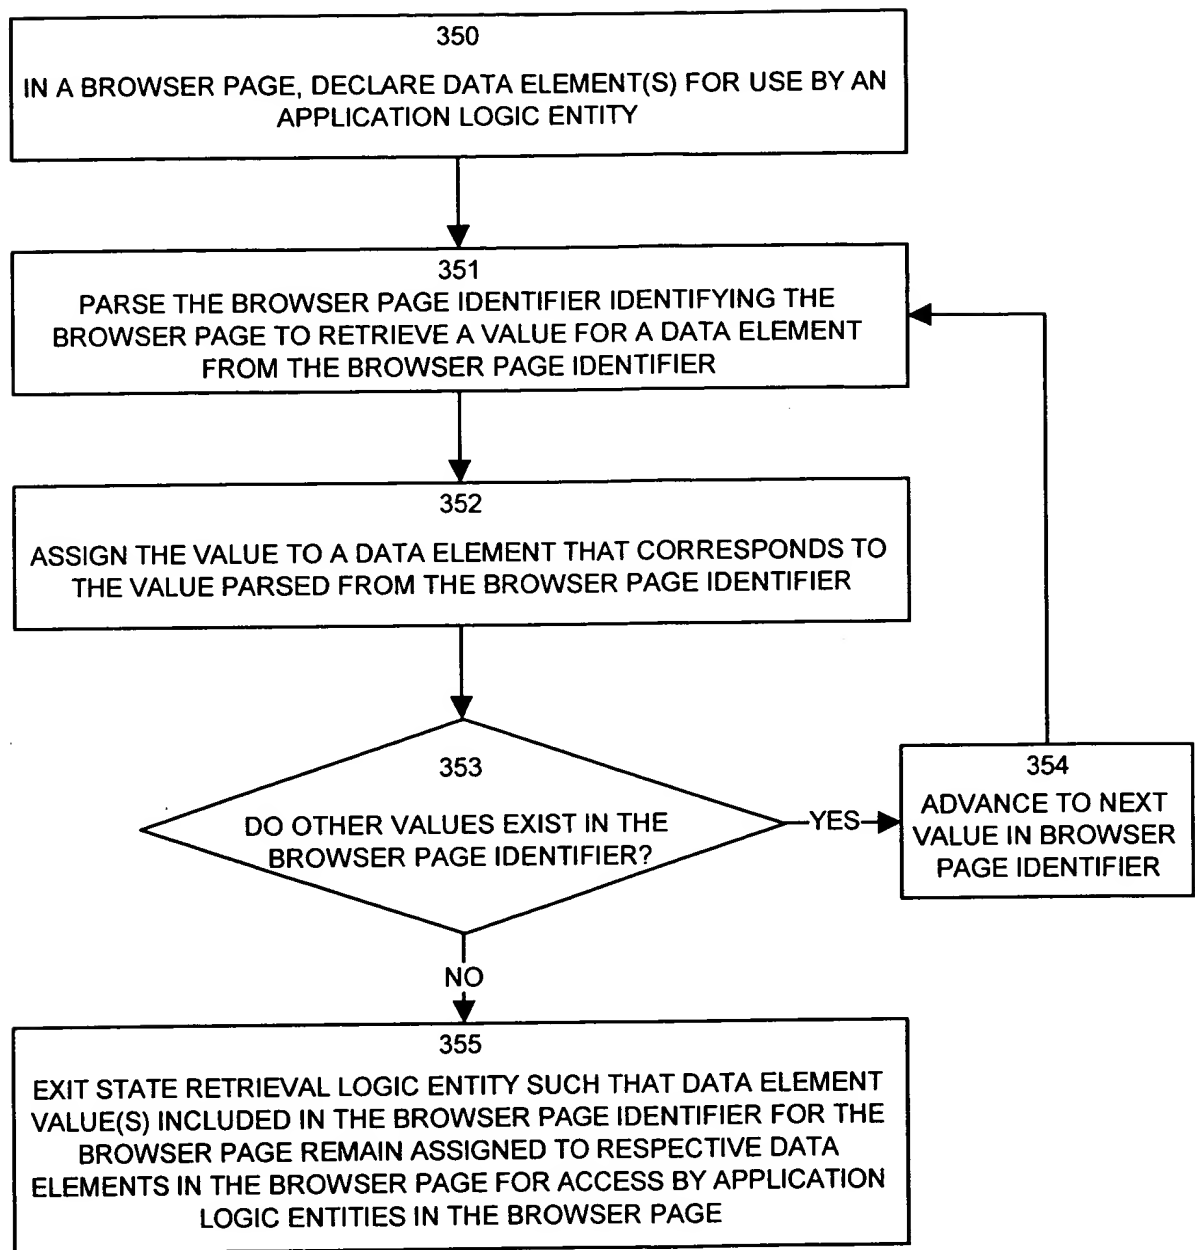 350
IN A BROWSER PAGE, DECLARE DATA ELEMENT(S) FOR USE BY AN
APPLICATION LOGIC ENTITY
351
PARSE THE BROWSER PAGE IDENTIFIER IDENTIFYING THE
BROWSER PAGE TO RETRIEVE A VALUE FOR A DATA ELEMENT
FROM THE BROWSER PAGE IDENTIFIER
352
ASSIGN THE VALUE TO A DATA ELEMENT THAT CORRESPONDS TO
THE VALUE PARSED FROM THE BROWSER PAGE IDENTIFIER
353
DO OTHER VALUES EXIST IN THE
BROWSER PAGE IDENTIFIER?
YES
354
ADVANCE TO NEXT
VALUE IN BROWSER
PAGE IDENTIFIER
NO
355
EXIT STATE RETRIEVAL LOGIC ENTITY SUCH THAT DATA ELEMENT
VALUE(S) INCLUDED IN THE BROWSER PAGE IDENTIFIER FOR THE
BROWSER PAGE REMAIN ASSIGNED TO RESPECTIVE DATA
ELEMENTS IN THE BROWSER PAGE FOR ACCESS BY APPLICATION
LOGIC ENTITIES IN THE BROWSER PAGE